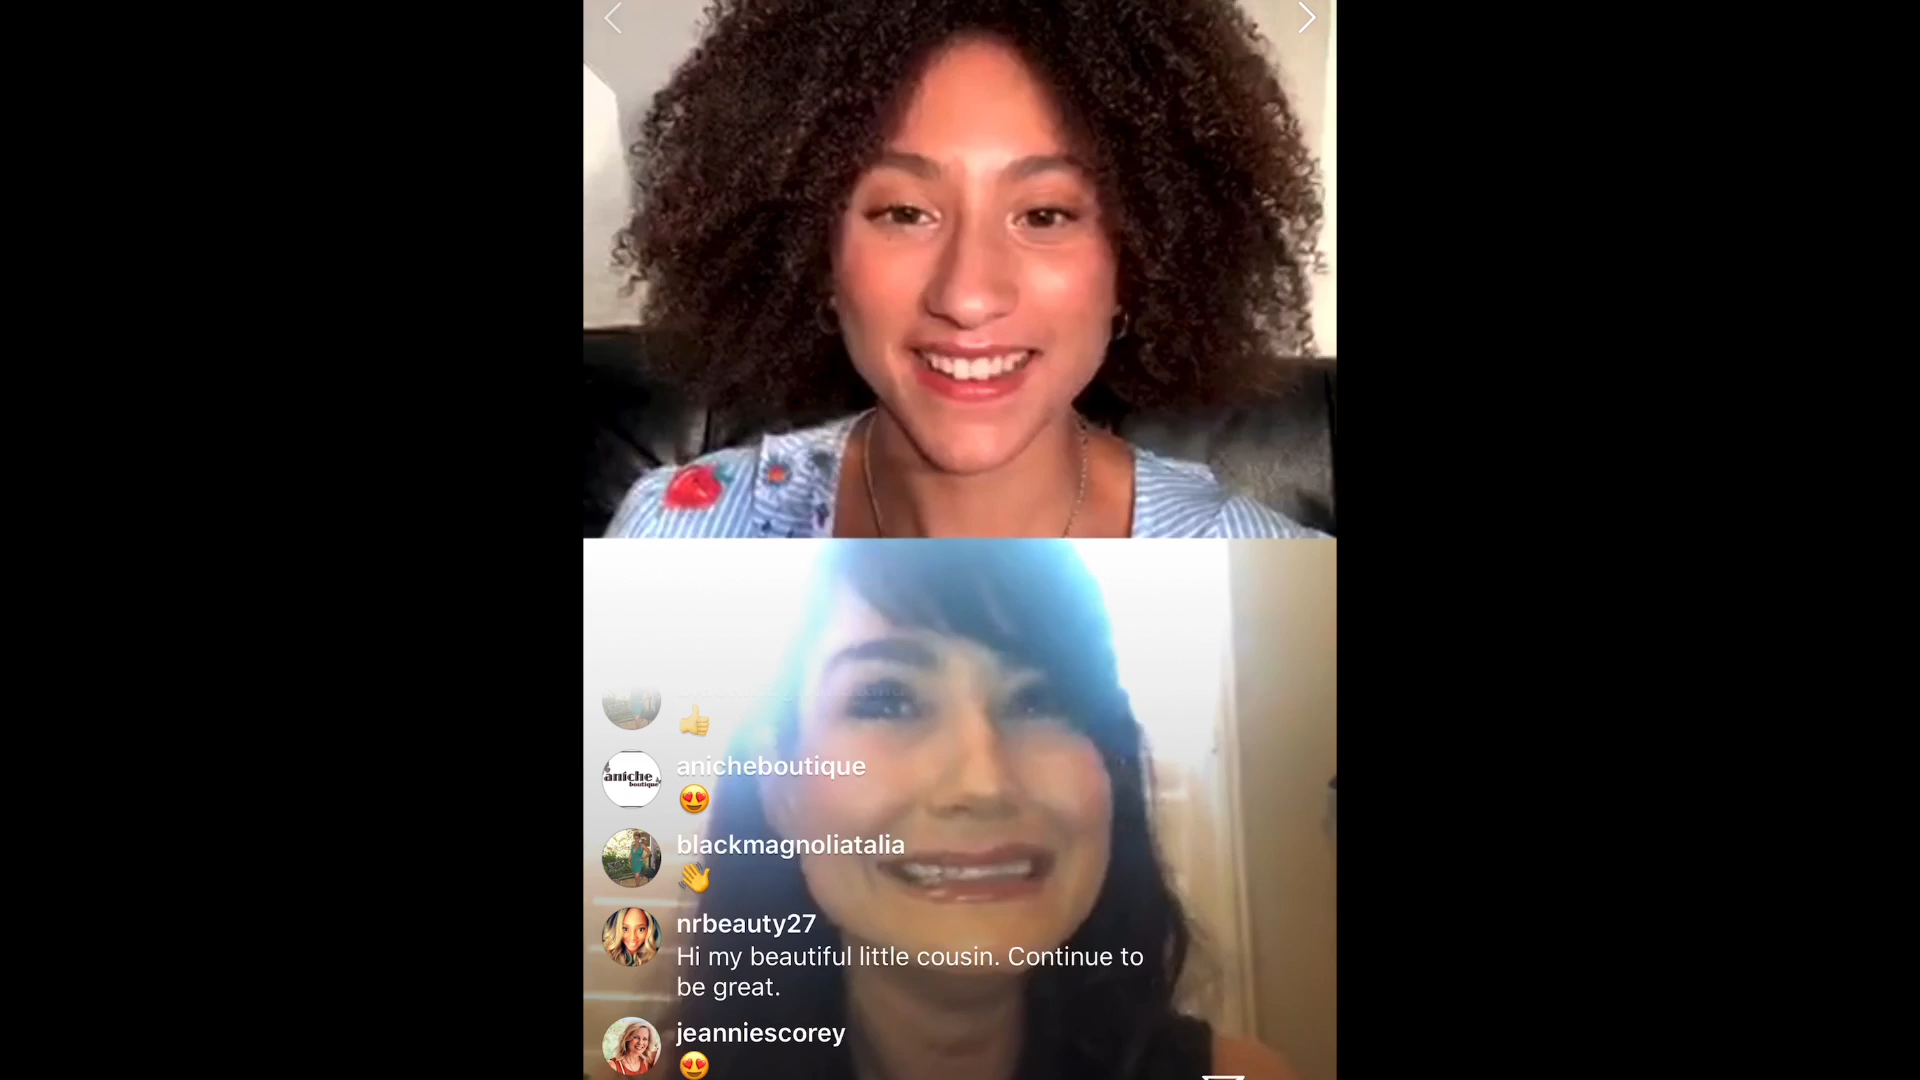 aniche
boutique
anicheboutique
😍
blackmagnoliatalia
👋
nrbeauty27
Hi my beautiful little cousin. Continue to
be great.
jeanniescorey
😍